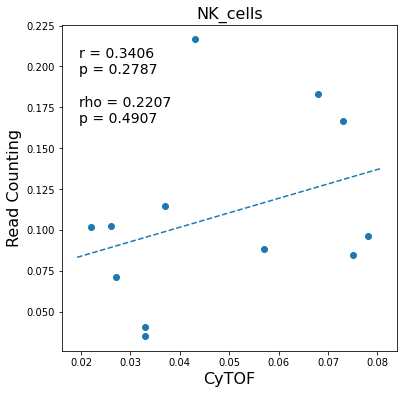 NK_cells
r = 0.3406
p = 0.2787
rho = 0.2207
p = 0.4907
Read Counting
0.225
0.200
0.175
0.150
0.125
0.100
0.075
0.050
0.02 0.03 0.04 0.05 0.06 0.07 0.08
CyTOF